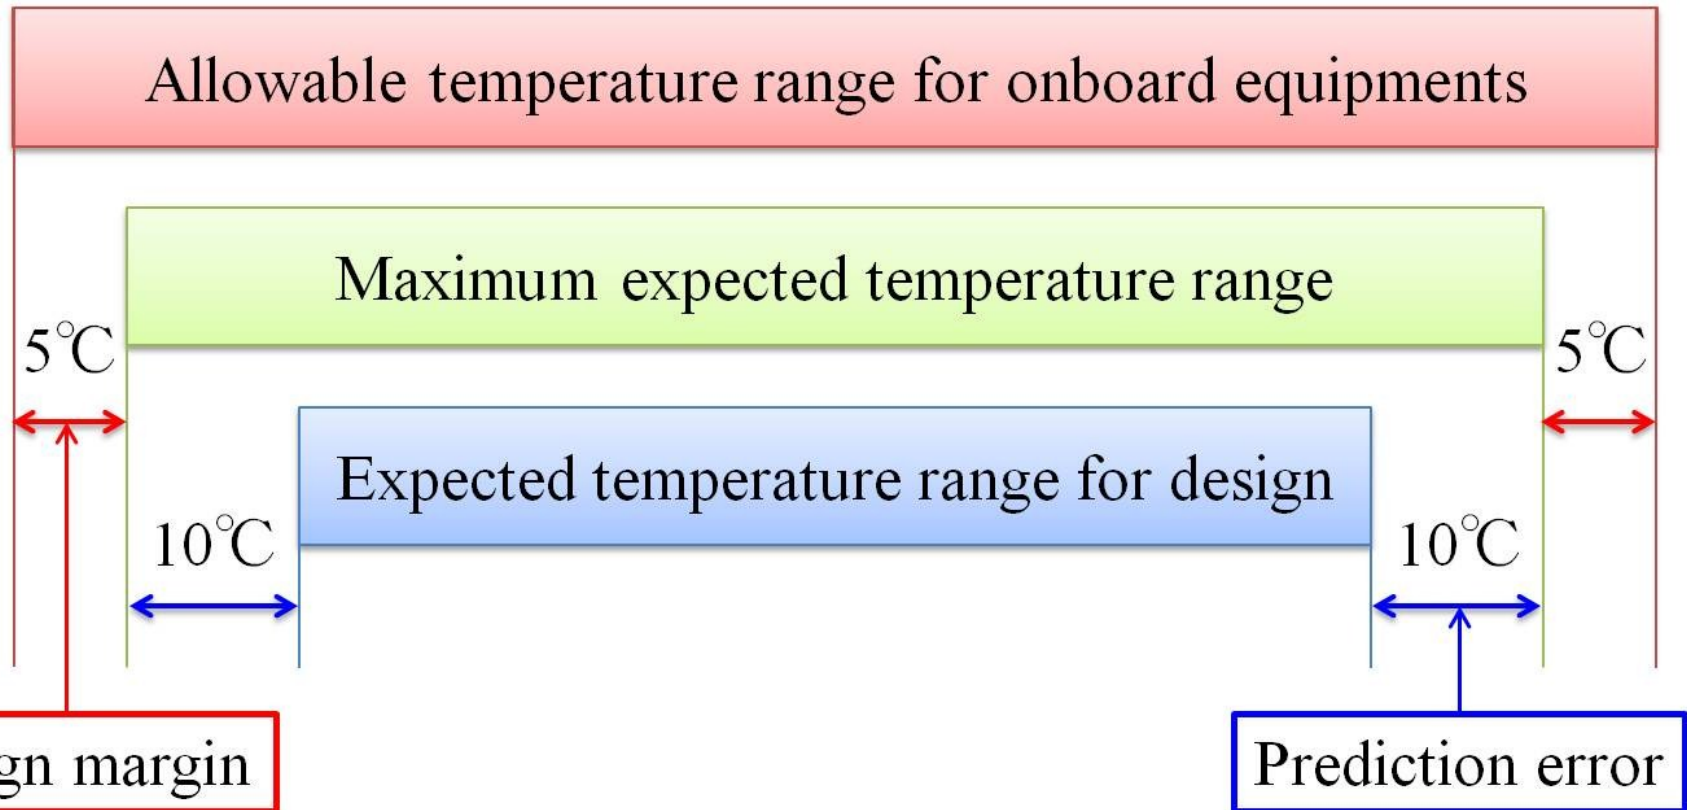 Allowable temperature range for onboard equipments
Maximum expected temperature range
5℃
5℃
Expected temperature range for design
10℃
10℃
margin
Prediction error